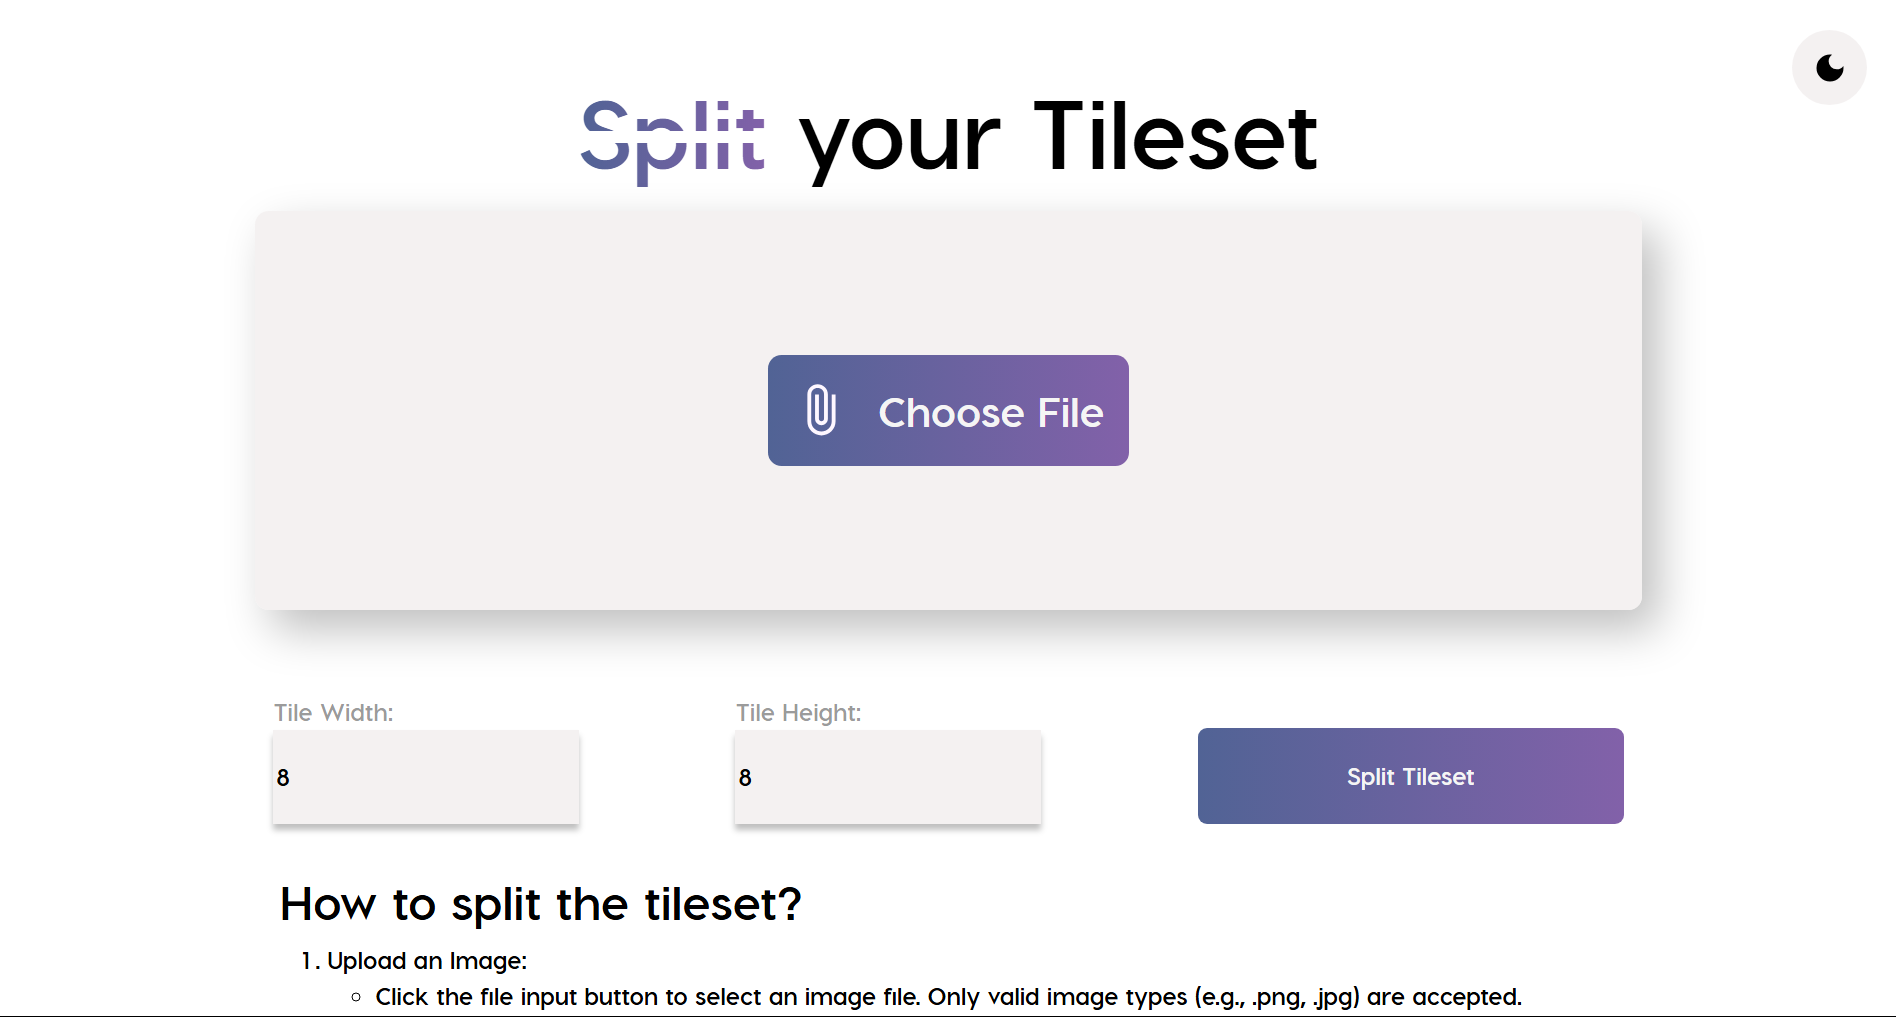 Split your Tileset
Choose File
Tile Width:
Tile Height:
8
8
Split Tileset
How to split the tileset?
1. Upload an Image:
Click the file input button to select an image file. Only valid image types (e.g., .png, .jpg) are accepted.